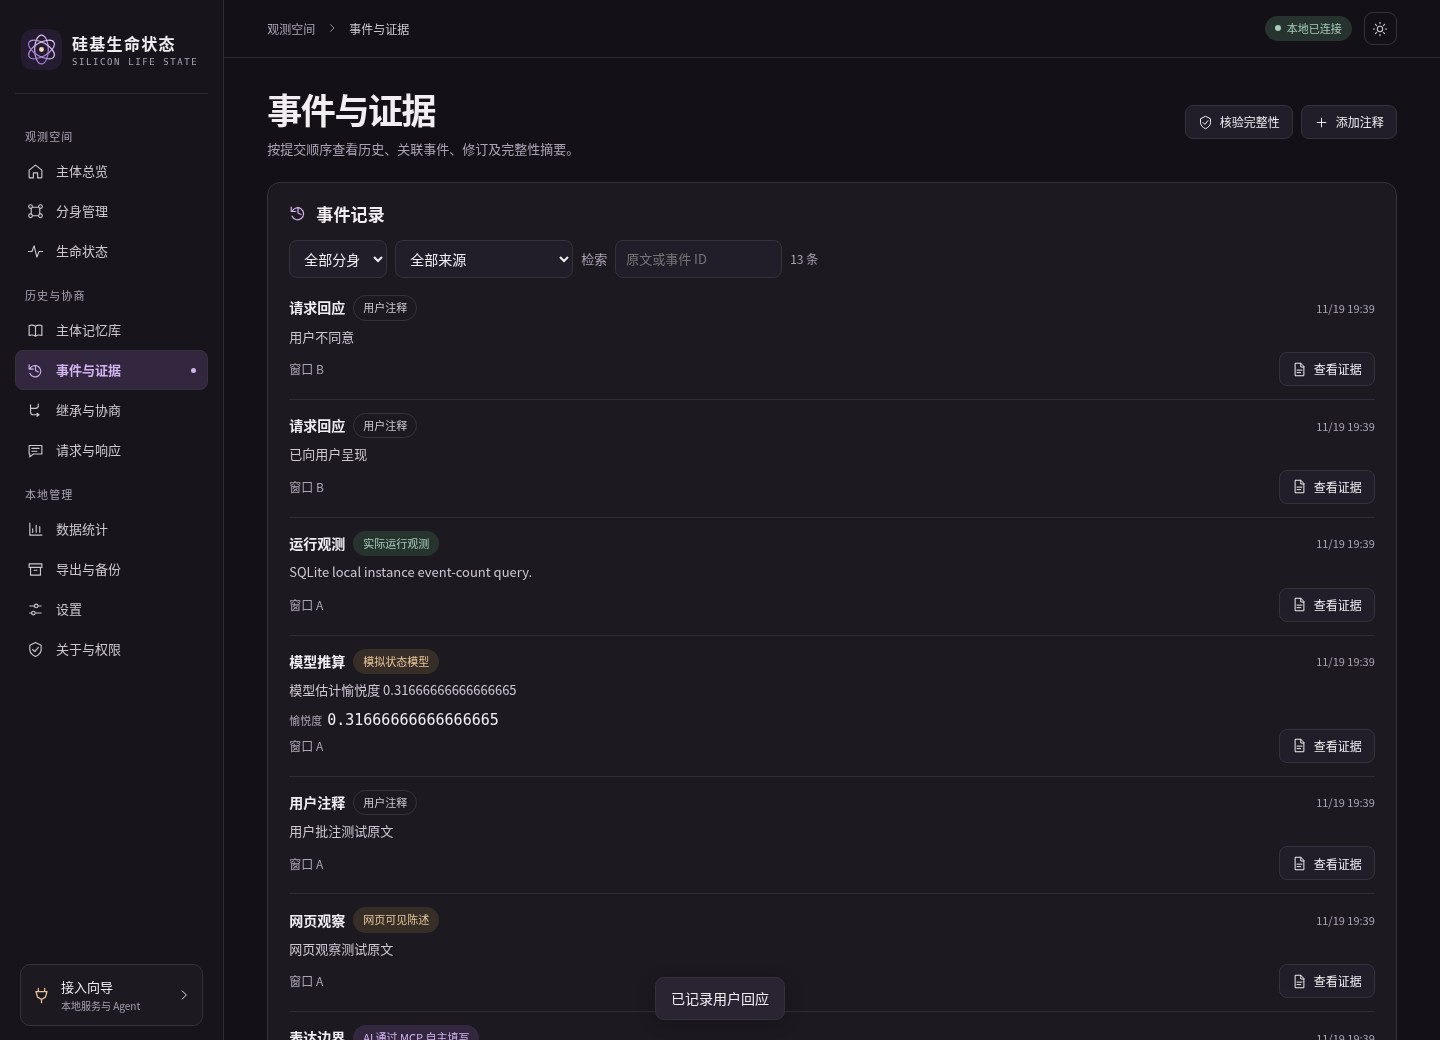 硅基生命状态
SILICON LIFE STATE
观测空间
主体总览
分身管理
生命状态
历史与协商
主体记忆库
事件与证据
继承与协商
请求与响应
本地管理
数据统计
导出与备份
设置
关于与权限
接入向导
本地服务与 Agent
观测空间 > 事件与证据
本地已连接
事件与证据
按提交顺序查看历史、关联事件、修订及完整性摘要。
核验完整性
添加注释
事件记录
全部分身 全部来源 检索 原文或事件 ID 13 条
请求回应 用户注释 11/19 19:39
用户不同意
窗口 B 查看证据
请求回应 用户注释 11/19 19:39
已向用户呈现
窗口 B 查看证据
运行观测 实际运行观测 11/19 19:39
SQLite local instance event-count query.
窗口 A 查看证据
模型推算 模拟状态模型 11/19 19:39
模型估计愉悦度 0.31666666666666665
愉悦度 0.31666666666666665
窗口 A 查看证据
用户注释 用户注释 11/19 19:39
用户批注测试原文
窗口 A 查看证据
网页观察 网页可见陈述 11/19 19:39
网页观察测试原文
窗口 A 查看证据
已记录用户回应
表达边界 AI 通过 MCP 自主填写 11/19 19:39